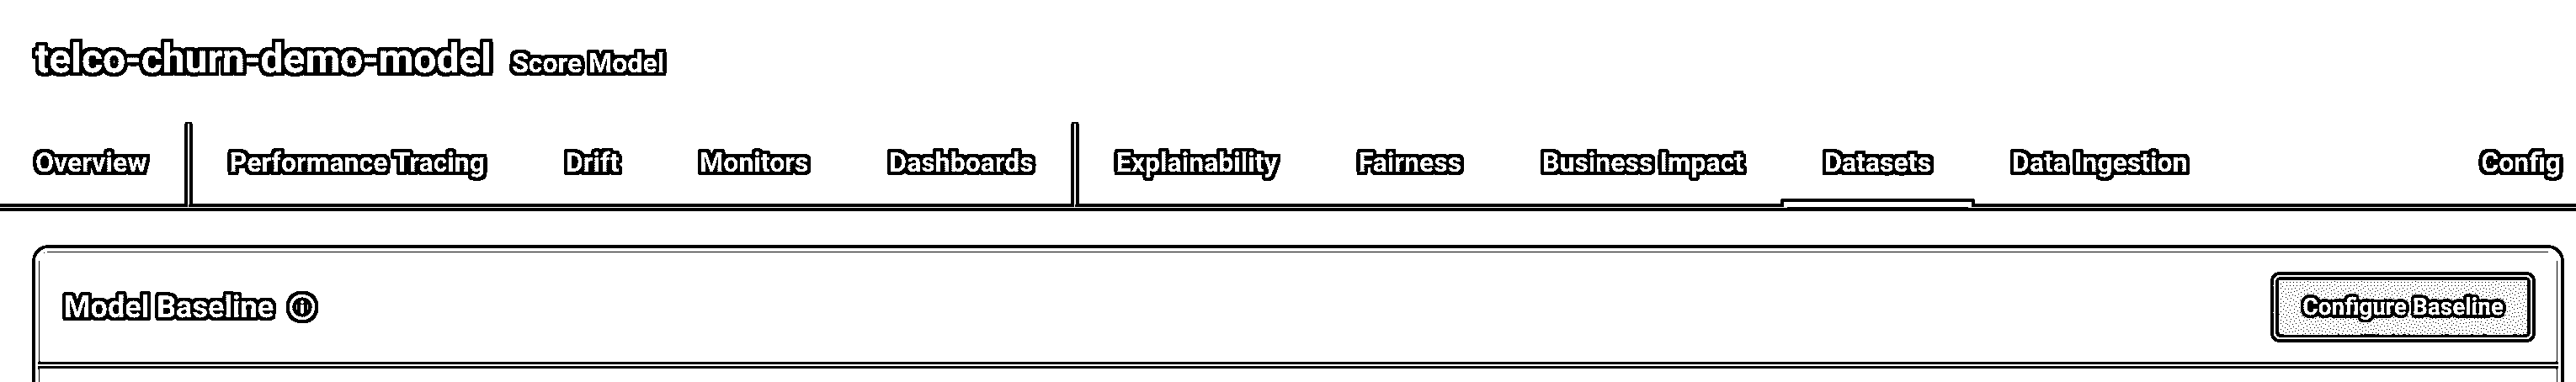 telco-churn-demo-model Score Model
Overview Performance Tracing Drift Monitors Dashboards Explainability Fairness Business Impact Datasets Data Ingestion Config
Model Baseline Configure Baseline